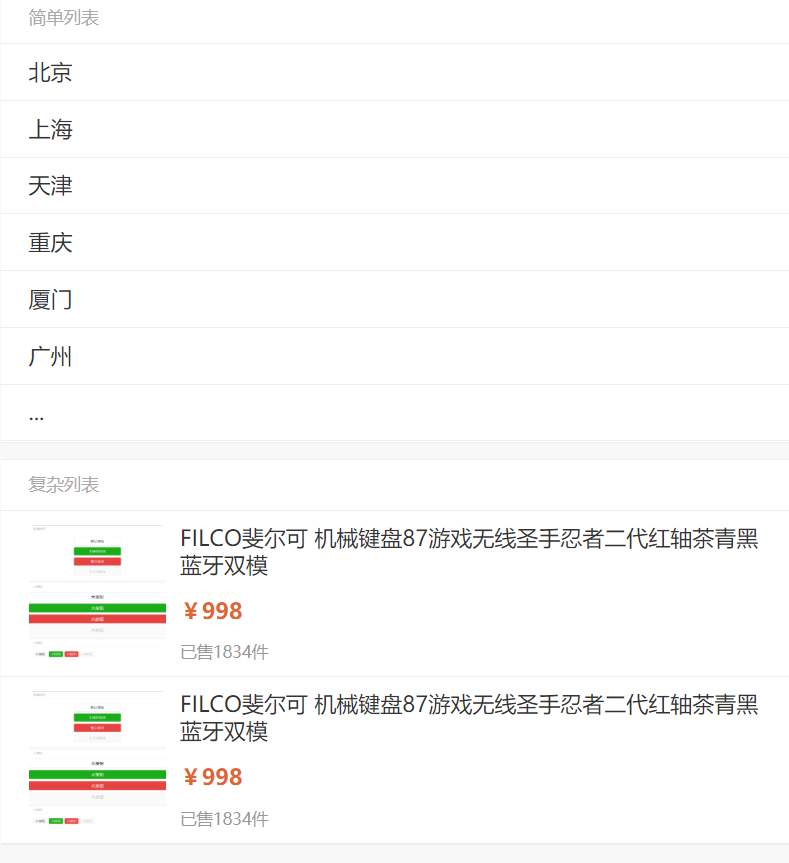 简单列表
北京
上海
天津
重庆
厦门
广州
...
复杂列表
FILCO斐尔可 机械键盘87游戏无线圣手忍者二代红轴茶青黑
蓝牙双模
￥998
已售1834件
FILCO斐尔可 机械键盘87游戏无线圣手忍者二代红轴茶青黑
蓝牙双模
￥998
已售1834件